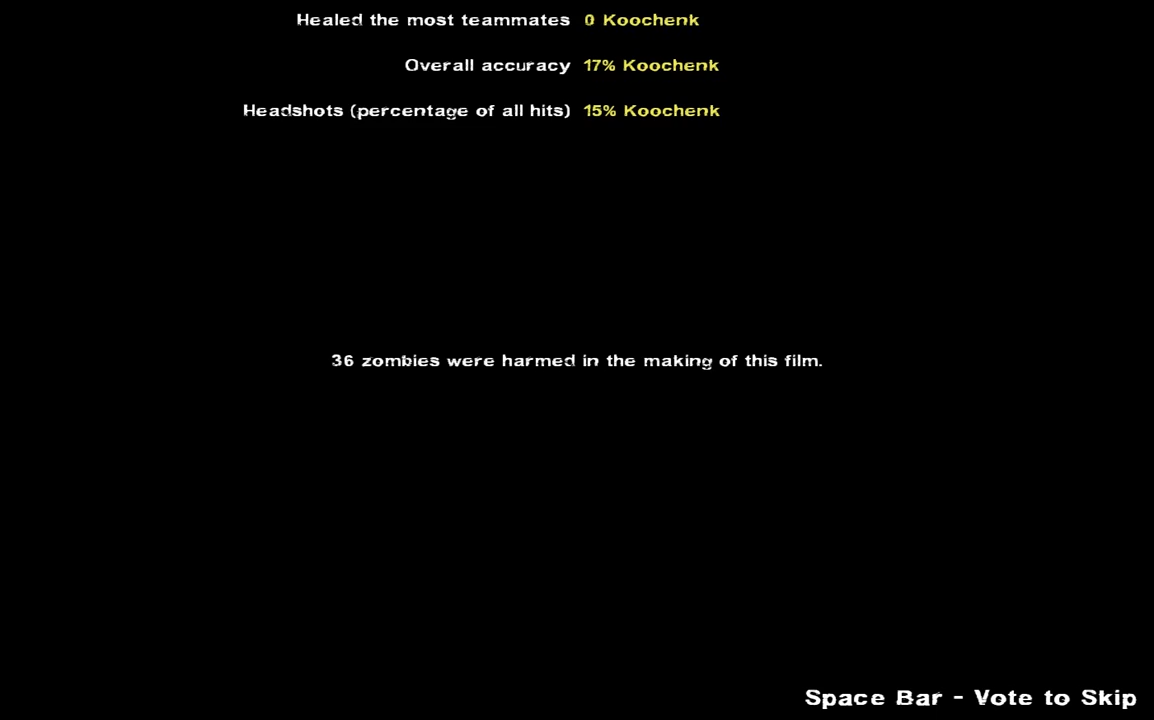 Healed the most teammates 0 Koochenk
Overall accuracy 17% Koochenk
Headshots (percentage of all hits) 15% Koochenk
36 zombies were harmed in the making of this film.
Space Bar - Vote to Skip